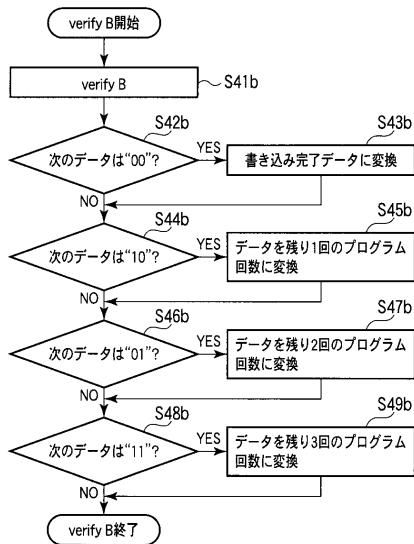 verify B開始
verify B
S41b
S42b
次のデータは“00”?
YES
S43b
書き込み完了データに変換
NO
S44b
次のデータは“10”?
YES
S45b
データを残り1回のプログラム
回数に変換
NO
S46b
次のデータは“01”?
YES
S47b
データを残り2回のプログラム
回数に変換
NO
S48b
次のデータは“11”?
YES
S49b
データを残り3回のプログラム
回数に変換
NO
verify B終了